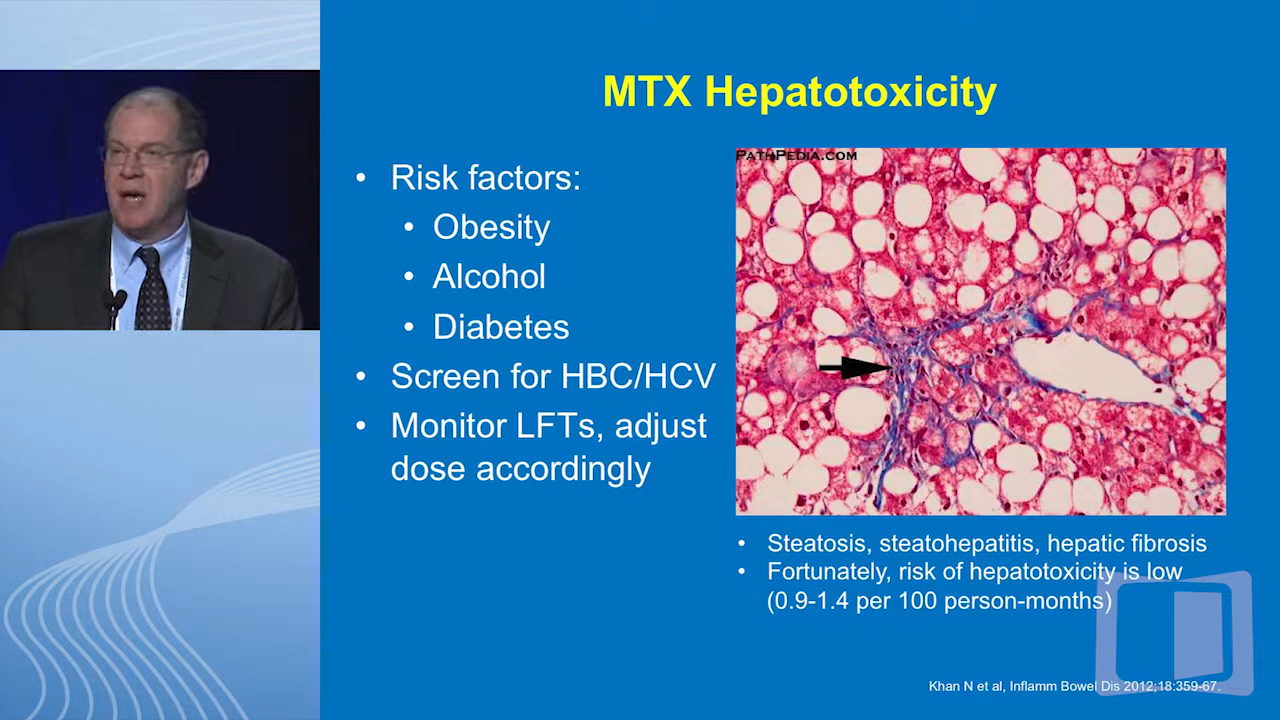 MTX Hepatotoxicity
• Risk factors:
• Obesity
• Alcohol
• Diabetes
• Screen for HBC/HCV
• Monitor LFTs, adjust
dose accordingly
PATHPEDIA.COM
• Steatosis, steatohepatitis, hepatic fibrosis
• Fortunately, risk of hepatotoxicity is low
(0.9-1.4 per 100 person-months)
Khan N et al, Inflamm Bowel Dis 2012;18:359-67.